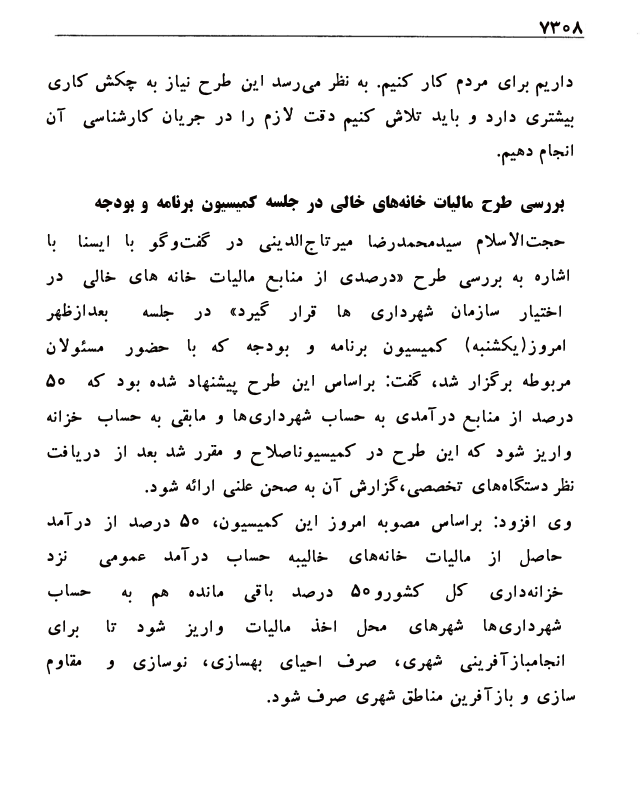 ۷۳۰۸
داریم برای مردم کار کنیم. به نظر می‌رسد این طرح نیاز به چکش کاری
بیشتری دارد و باید تلاش کنیم دقت لازم را در جریان کارشناسی آن
انجام دهیم.
بررسی طرح مالیات خانه‌های خالی در جلسه کمیسیون برنامه و بودجه
حجت‌الاسلام سیدمحمدرضا میرتاج‌الدینی در گفت‌وگو با ایسنا با
اشاره به بررسی طرح «درصدی از منابع مالیات خانه های خالی در
اختیار سازمان شهرداری ها قرار گیرد» در جلسه بعدازظهر
امروز(یکشنبه) کمیسیون برنامه و بودجه که با حضور مسئولان
مربوطه برگزار شد، گفت: براساس این طرح پیشنهاد شده بود که ۵۰
درصد از منابع درآمدی به حساب شهرداری‌ها و مابقی به حساب خزانه
واریز شود که این طرح در کمیسیوناصلاح و مقرر شد بعد از دریافت
نظر دستگاه‌های تخصصی،گزارش آن به صحن علنی ارائه شود.
وی افزود: براساس مصوبه امروز این کمیسیون، ۵۰ درصد از درآمد
حاصل از مالیات خانه‌های خالیبه حساب درآمد عمومی نزد
خزانه‌داری کل کشورو۵۰ درصد باقی مانده هم به حساب
شهرداری‌ها شهرهای محل اخذ مالیات واریز شود تا برای
انجامبازآفرینی شهری، صرف احیای بهسازی، نوسازی و مقاوم
سازی و بازآفرین مناطق شهری صرف شود.